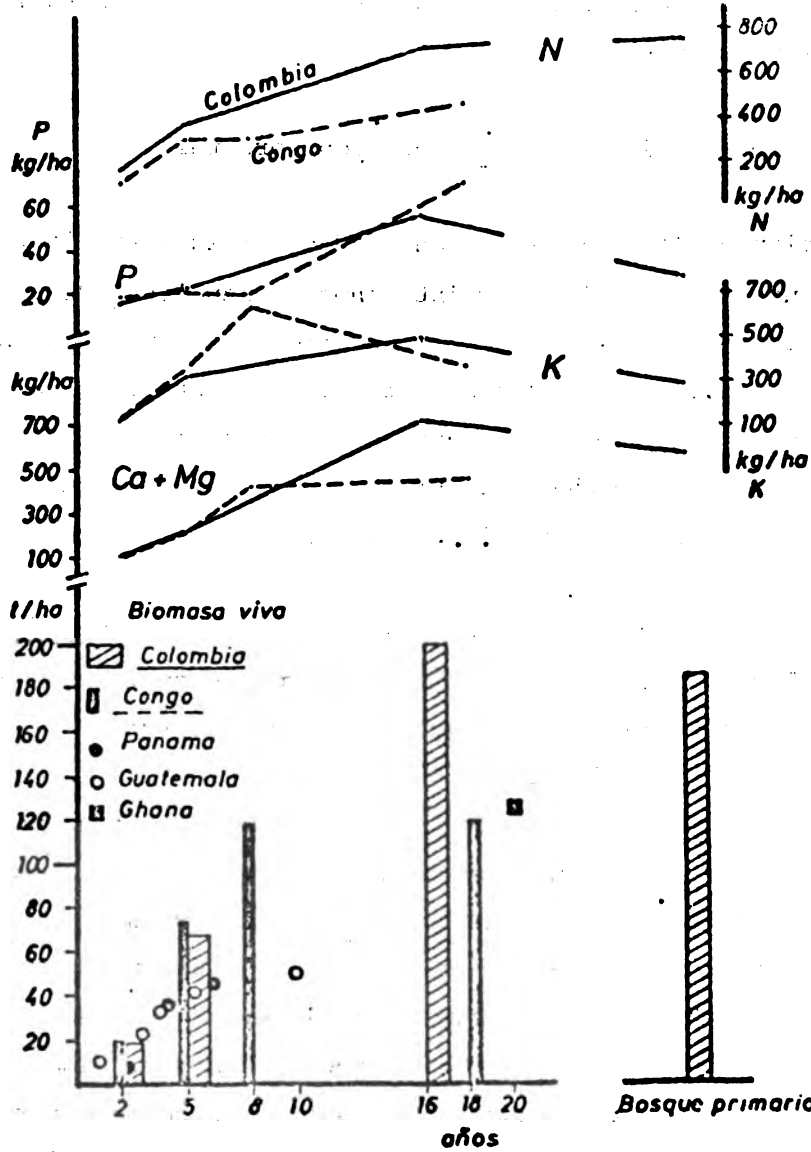 800
N
600
Colombia
400
P
kg/ha
Congo
200
kg/ha
N
60
40
P
20
700
500
K
300
kg/ha
100
700
kg/ha
K
500
Ca + Mg
300
100
t/ha
Biomasa viva
200
Colombia
180
Congo
160
Panama
140
Guatemala
120
Ghana
100
80
60
40
20
2
5
8
10
16
18
20
Bosque primario
años